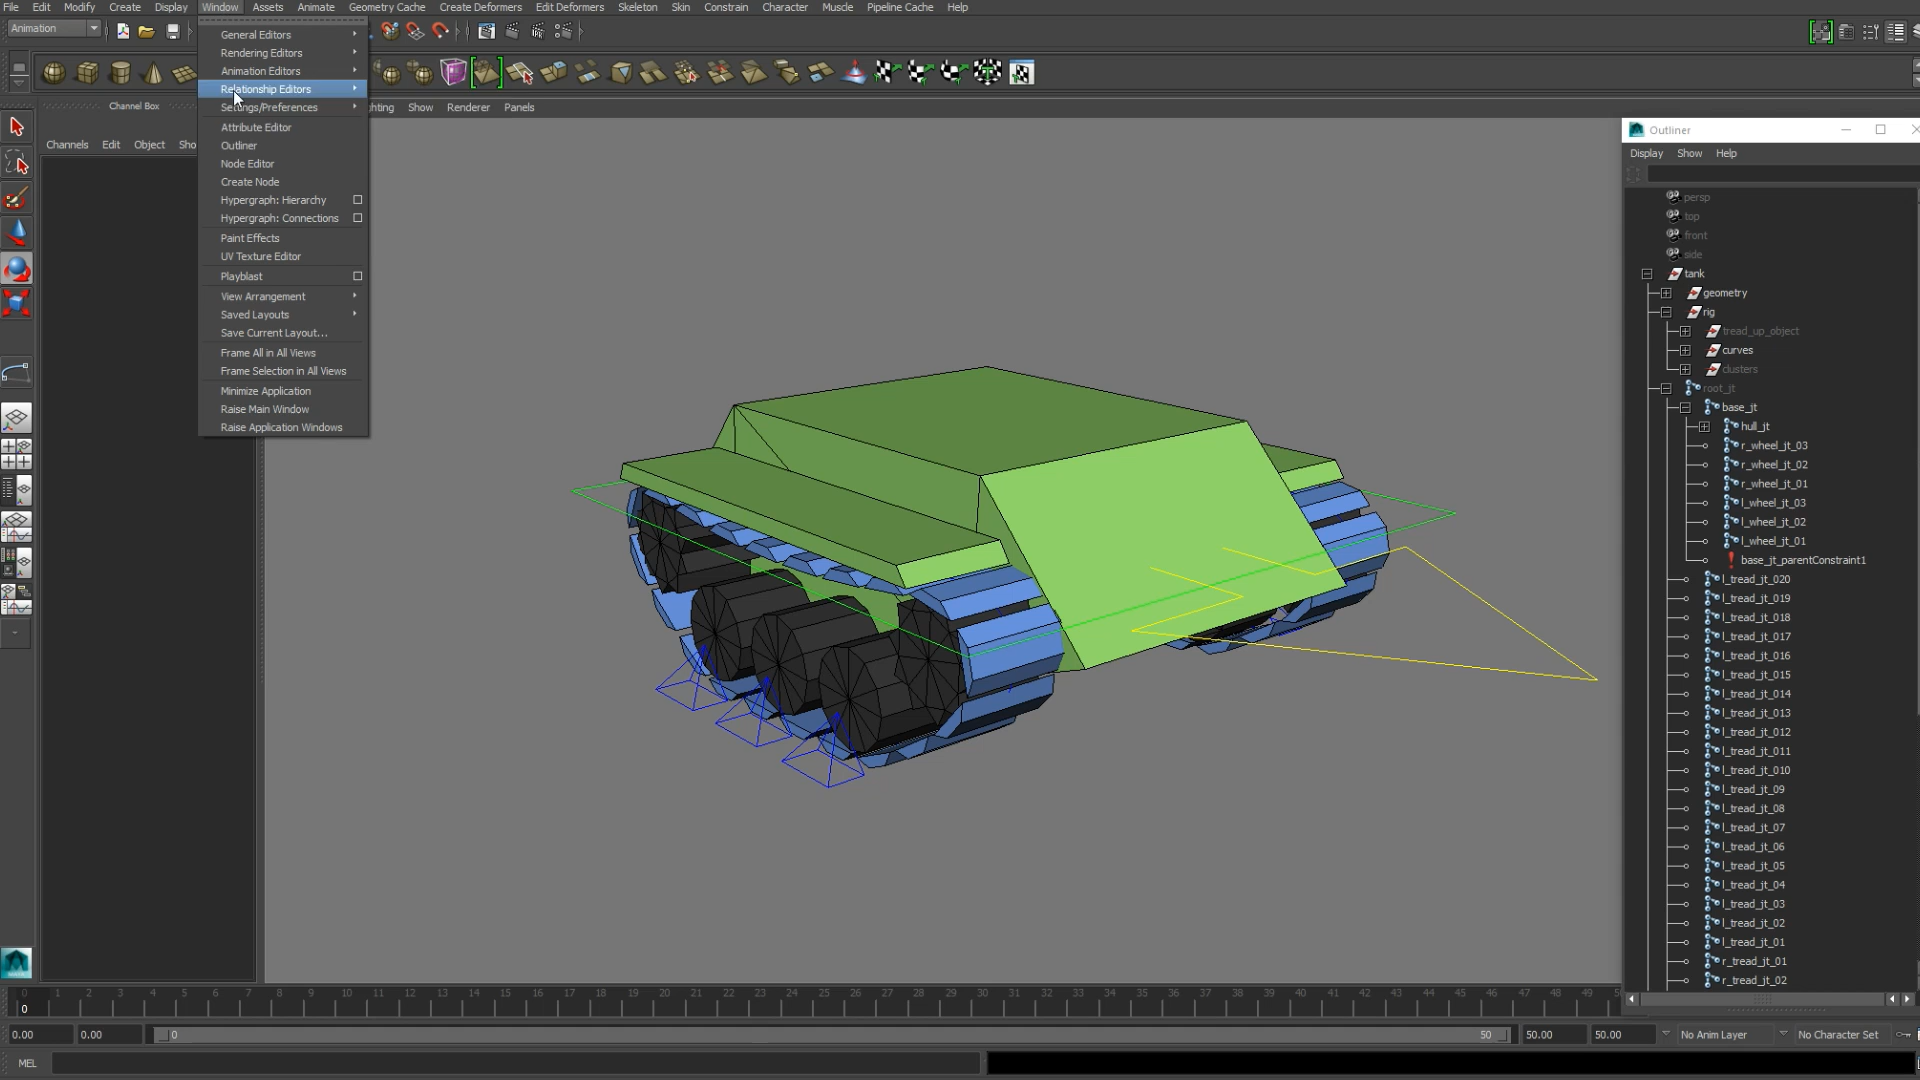 File Edit Modify Create Display Window Assets Animate Geometry Cache Create Deformers Edit Deformers Skeleton Skin Constrain Character Muscle Pipeline Cache Help
Animation
Channel Box
Channels Edit Object Sho
General Editors
Rendering Editors
Animation Editors
Relationship Editors
Settings/Preferences
Attribute Editor
Outliner
Node Editor
Create Node
Hypergraph: Hierarchy
Hypergraph: Connections
Paint Effects
UV Texture Editor
Playblast
View Arrangement
Saved Layouts
Save Current Layout...
Frame All in All Views
Frame Selection in All Views
Minimize Application
Raise Main Window
Raise Application Windows
hting Show Renderer Panels
Outliner
Display Show Help
persp
top
front
side
tank
geometry
rig
tread_up_object
curves
clusters
root_jt
base_jt
hull_jt
r_wheel_jt_03
r_wheel_jt_02
r_wheel_jt_01
l_wheel_jt_03
l_wheel_jt_02
l_wheel_jt_01
base_jt_parentConstraint1
l_tread_jt_020
l_tread_jt_019
l_tread_jt_018
l_tread_jt_017
l_tread_jt_016
l_tread_jt_015
l_tread_jt_014
l_tread_jt_013
l_tread_jt_012
l_tread_jt_011
l_tread_jt_010
l_tread_jt_09
l_tread_jt_08
l_tread_jt_07
l_tread_jt_06
l_tread_jt_05
l_tread_jt_04
l_tread_jt_03
l_tread_jt_02
l_tread_jt_01
r_tread_jt_01
r_tread_jt_02
0 1 2 3 4 5 6 7 8 9 10 11 12 13 14 15 16 17 18 19 20 21 22 23 24 25 26 27 28 29 30 31 32 33 34 35 36 37 38 39 40 41 42 43 44 45 46 47 48 49
0
0.00 0.00 0 50 50.00 50.00 No Anim Layer No Character Set
MEL